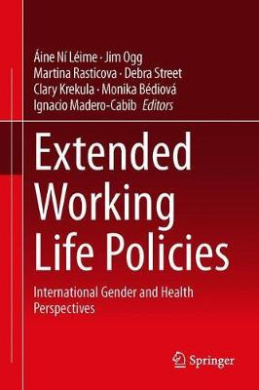 Áine Ní Léime · Jim Ogg
Martina Rasticova · Debra Street
Clary Krekula · Monika Bédiová
Ignacio Madero-Cabib Editors
Extended
Working
Life Policies
International Gender and Health
Perspectives
Springer